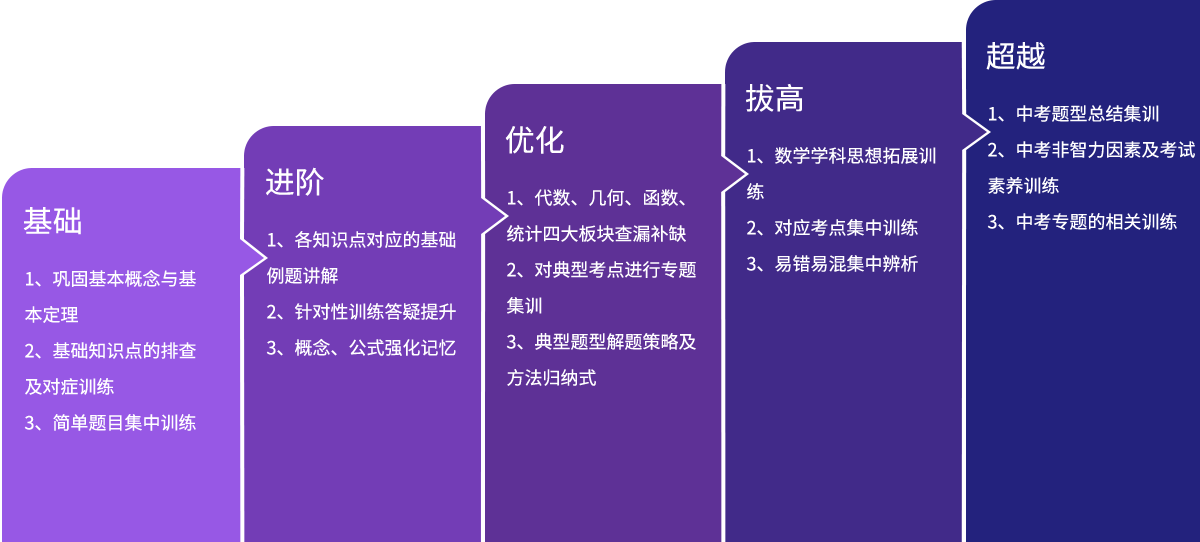 基础
1、巩固基本概念与基
本定理
2、基础知识点的排查
及对症训练
3、简单题目集中训练
进阶
1、各知识点对应的基础
例题讲解
2、针对性训练答疑提升
3、概念、公式强化记忆
优化
1、代数、几何、函数、
统计四大板块查漏补缺
2、对典型考点进行专题
集训
3、典型题型解题策略及
方法归纳式
拔高
1、数学学科思想拓展训
练
2、对应考点集中训练
3、易错易混集中辨析
超越
1、中考题型总结集训
2、中考非智力因素及考试
素养训练
3、中考专题的相关训练